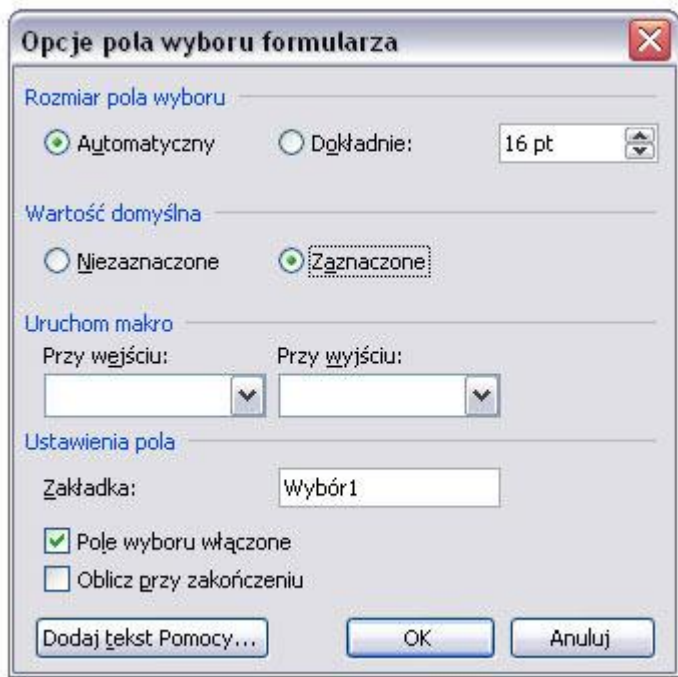 Opcje pola wyboru formularza
Rozmiar pola wyboru
Automatyczny Dokładnie: 16 pt
Wartość domyślna
Niezaznaczone Zaznaczone
Uruchom makro
Przy wejściu: Przy wyjściu:
Ustawienia pola
Zakładka: Wybór1
Pole wyboru włączone
Oblicz przy zakończeniu
Dodaj tekst Pomocy... OK Anuluj